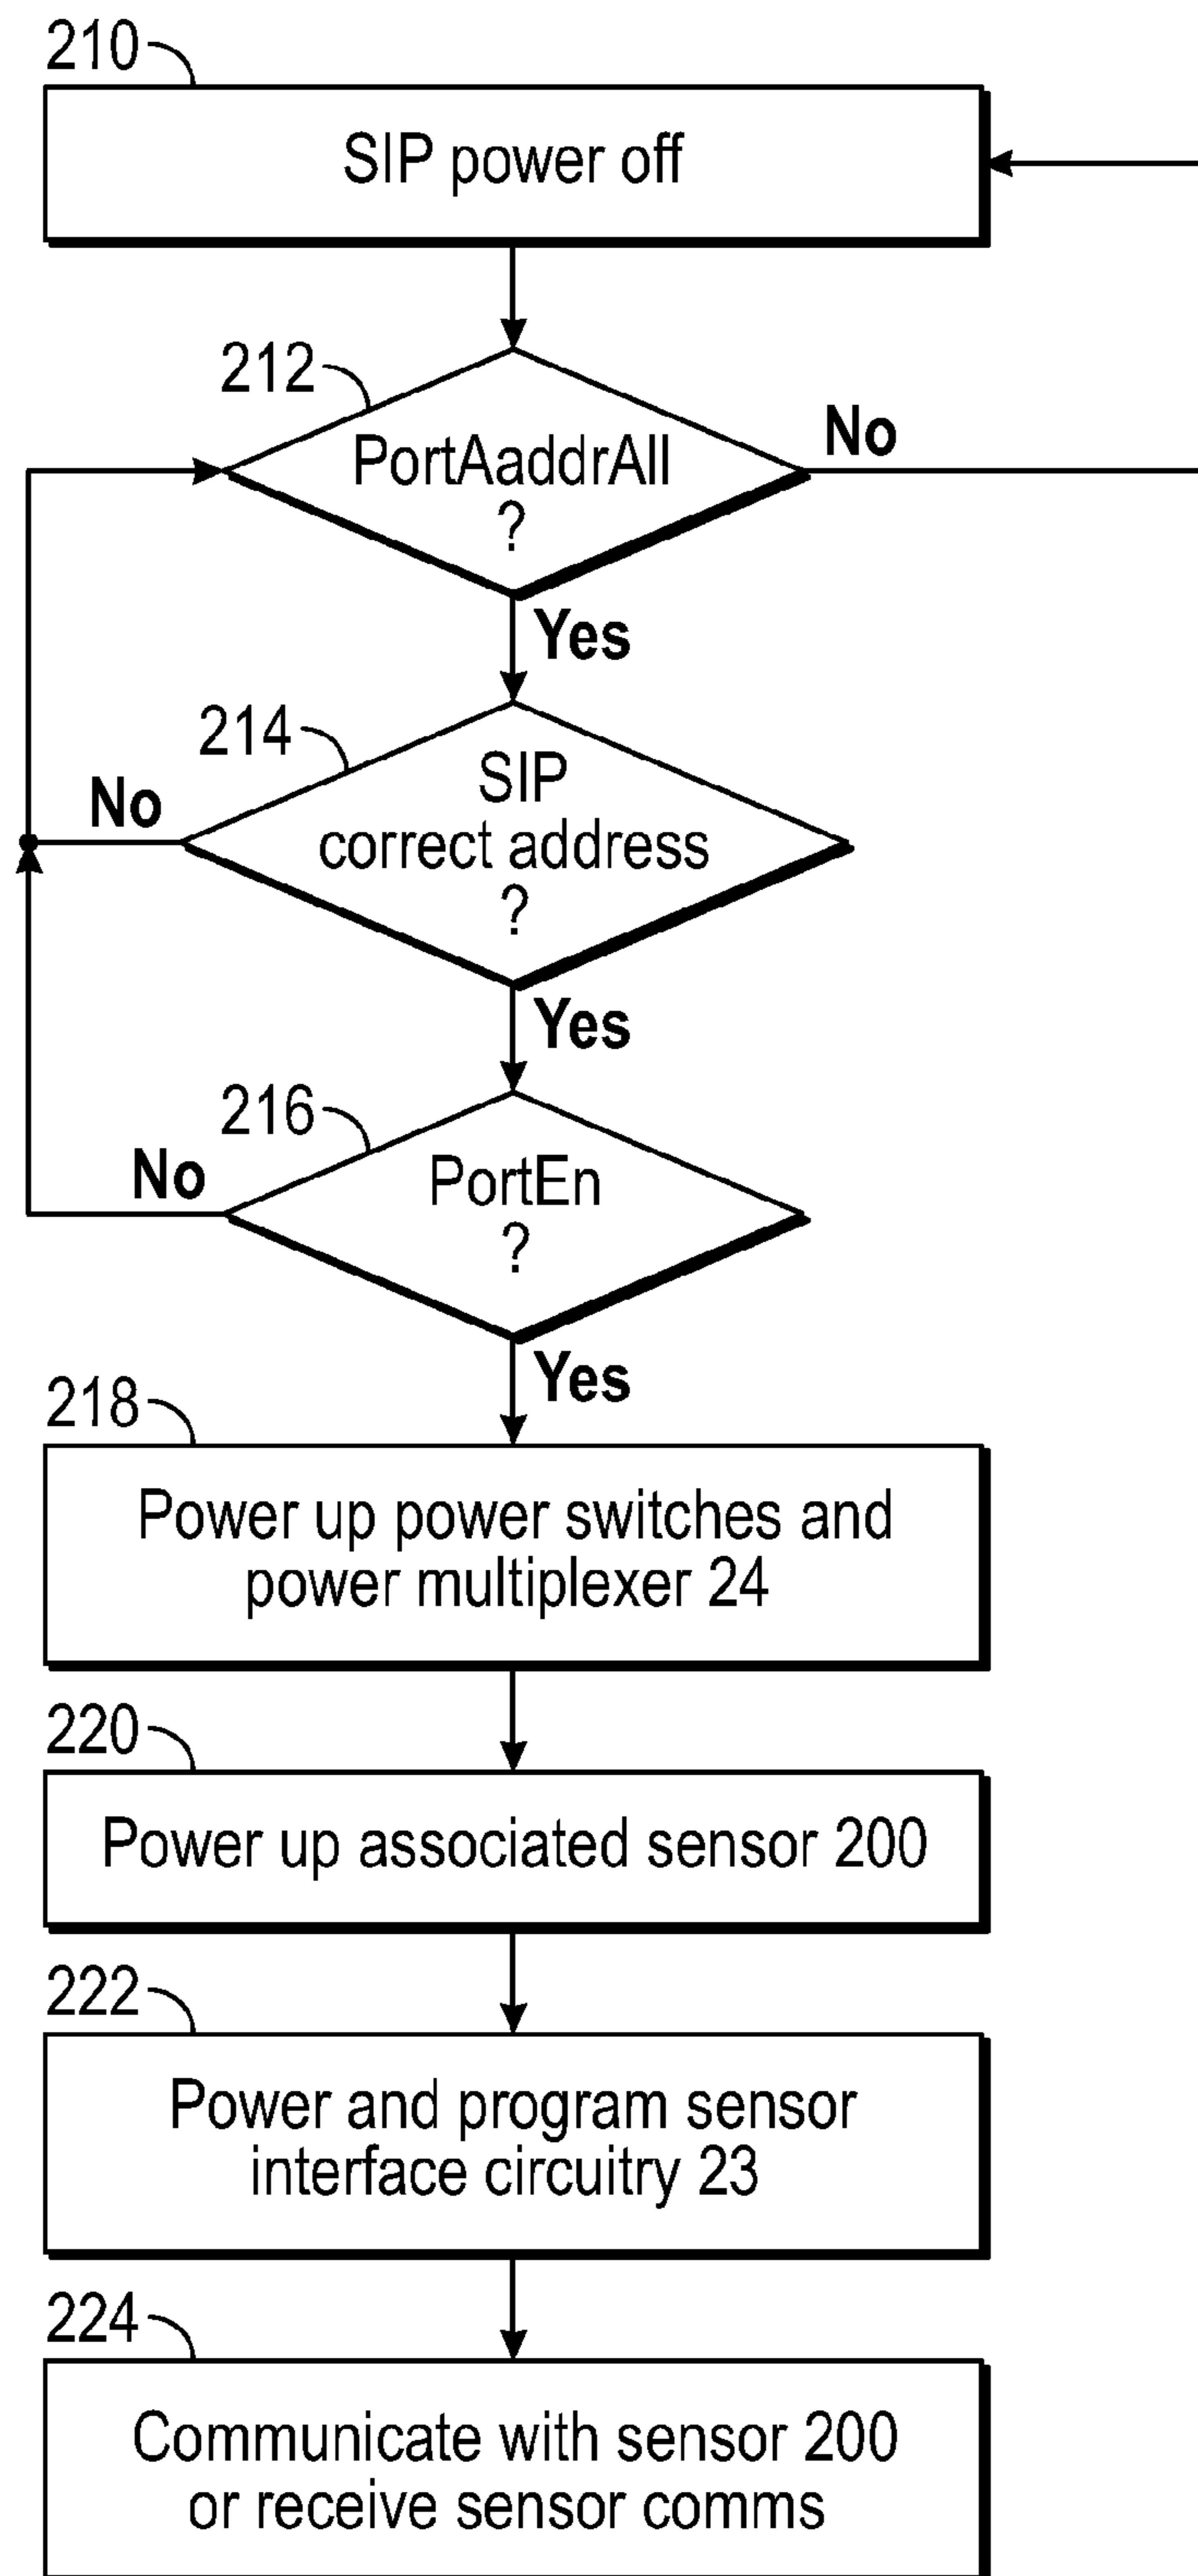 210
SIP power off
212
PortAaddrAll
?
No
Yes
214
SIP
correct address
?
No
Yes
216
PortEn
?
No
Yes
218
Power up power switches and
power multiplexer 24
220
Power up associated sensor 200
222
Power and program sensor
interface circuitry 23
224
Communicate with sensor 200
or receive sensor comms